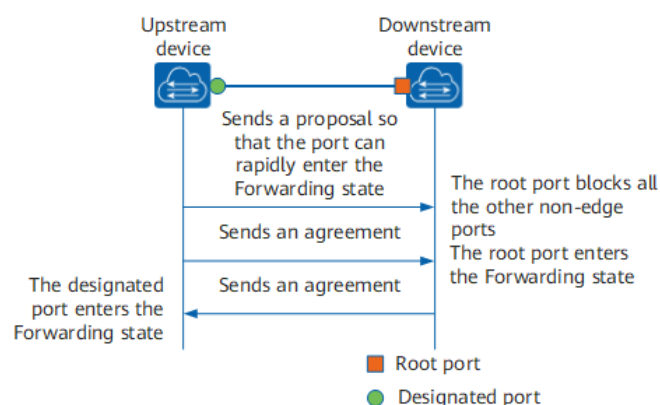 Upstream
device
Downstream
device
Sends a proposal so
that the port can
rapidly enter the
Forwarding state
The root port blocks all
the other non-edge
ports
Sends an agreement
The root port enters
the Forwarding state
The designated
port enters the
Forwarding state
Sends an agreement
Root port
Designated port